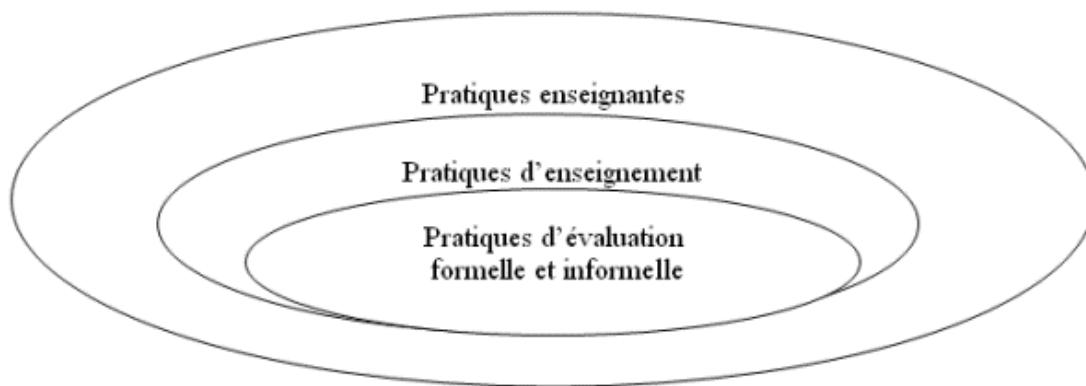 Pratiques enseignantes
Pratiques d'enseignement
Pratiques d'évaluation
formelle et informelle